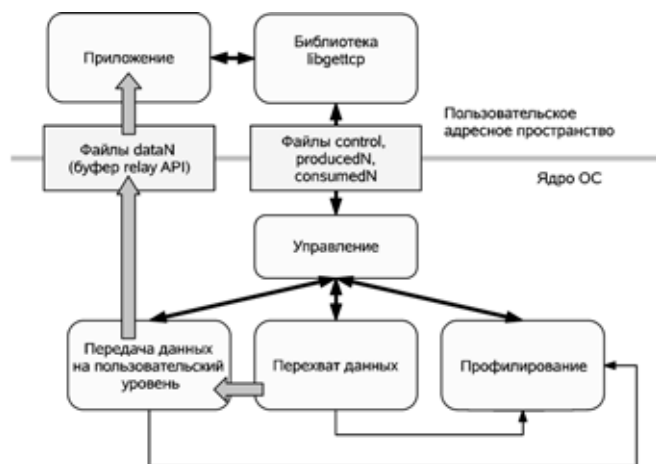 Приложение
Библиотека
libgettcp
Пользовательское
адресное пространство
Файлы dataN
(буфер relay API)
Файлы control,
producedN,
consumedN
Ядро ОС
Управление
Передача данных
на пользовательский
уровень
Перехват данных
Профилирование